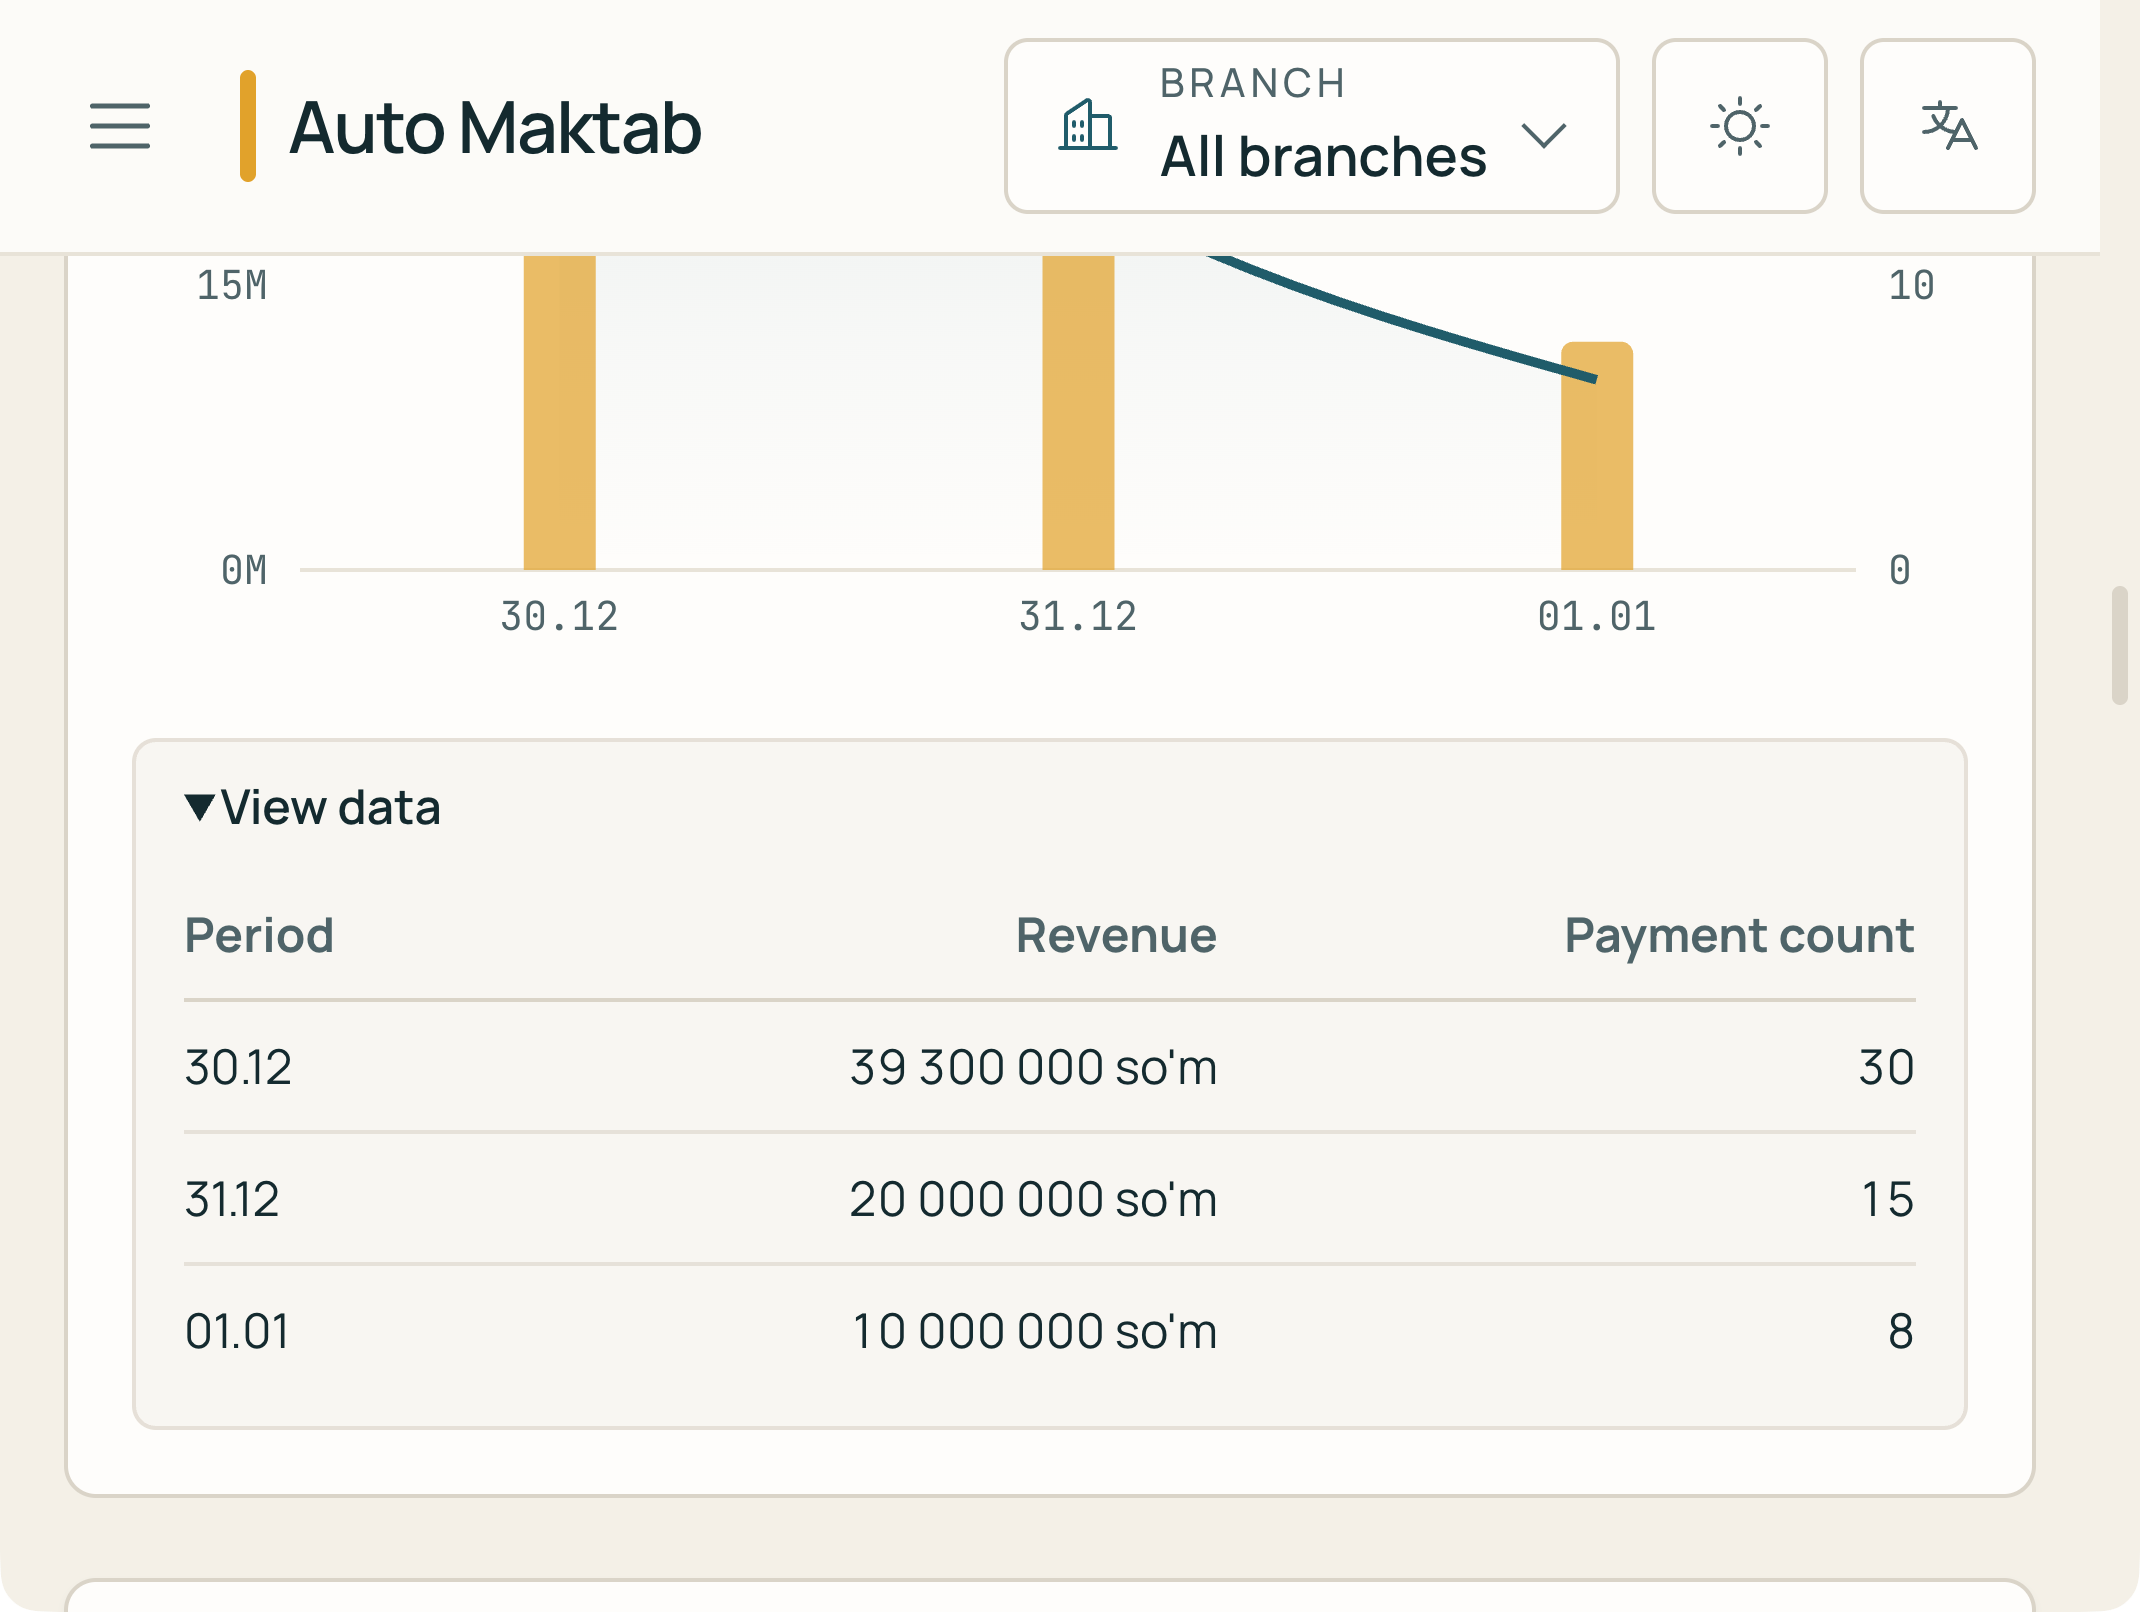 Auto Maktab
BRANCH
All branches
15M
10
0M
0
30.12 31.12 01.01
▼View data
Period Revenue Payment count
30.12 39 300 000 so'm 30
31.12 20 000 000 so'm 15
01.01 10 000 000 so'm 8